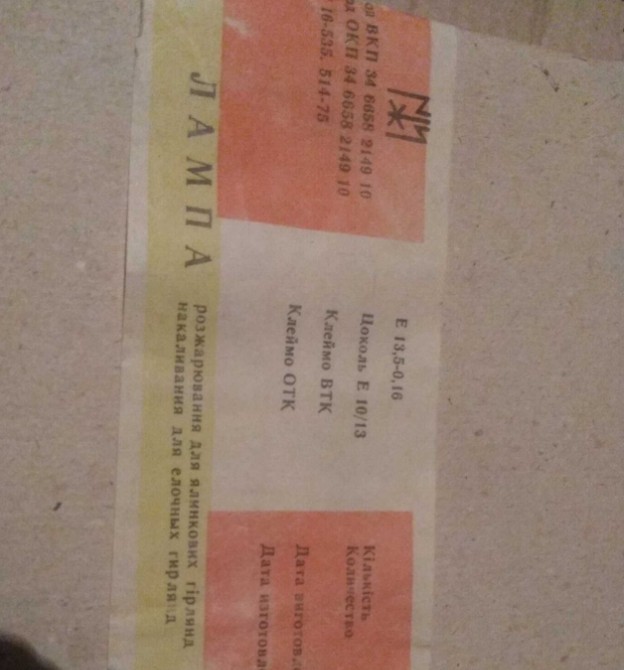 ВКП 34 6658 2149 10
ОКП 34 6658 2149 10
16-535. 514-75
Е 13,5-0,16
Цоколь Е 10/13
Клеймо ВТК
Клеймо ОТК
Кількість
Количество
Дата виготовл
Дата изготовл
ЛАМПА
розжарювання для ялинкових гірлянд
накаливания для елочных гирлянд